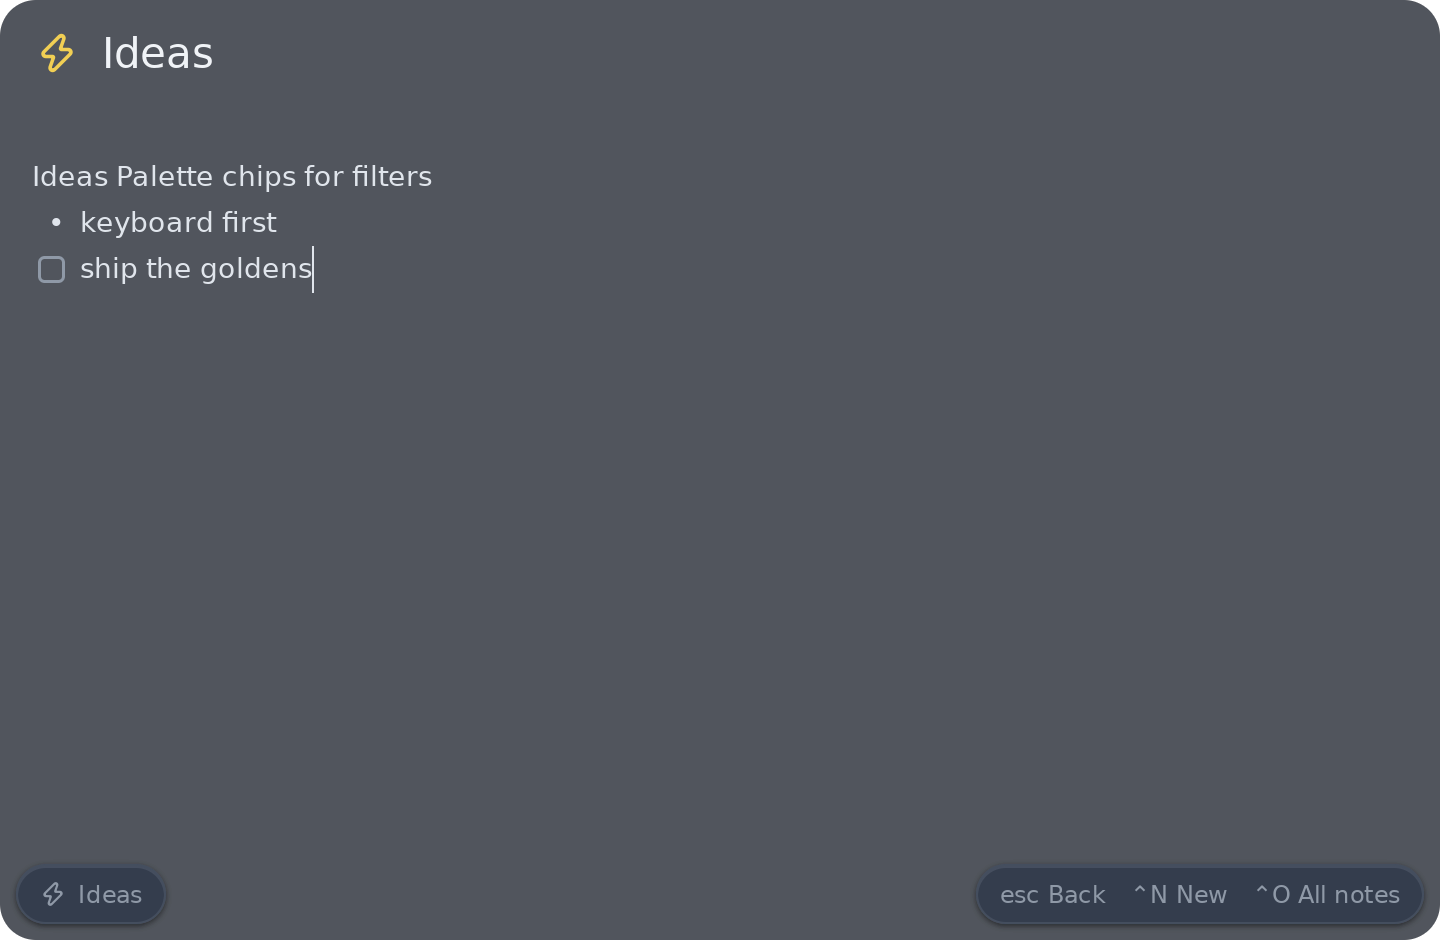 Ideas
Ideas Palette chips for filters
• keyboard first
ship the goldens
Ideas
esc Back ⌃N New ⌃O All notes